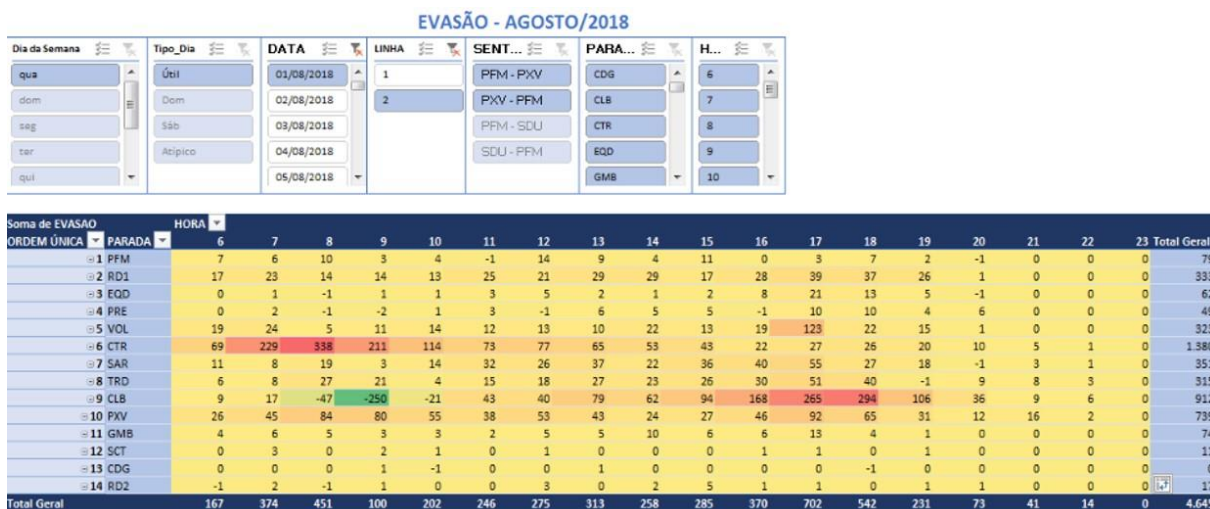 EVASÃO - AGOSTO/2018
Dia da Semana Tipo_Dia DATA LINHA SENT... PARA... H...
qua Útil 01/08/2018 1 PFM - PXV CDG 6
dom Dom 02/08/2018 2 PXV - PFM CLB 7
seg Sáb 03/08/2018 PFM - SDU CTR 8
ter Atípico 04/08/2018 SDU - PFM EQD 9
qui 05/08/2018 GMB 10
Soma de EVASAO HORA
ORDEM ÚNICA PARADA 6 7 8 9 10 11 12 13 14 15 16 17 18 19 20 21 22 23 Total Geral
1 PFM 7 6 10 3 4 -1 14 9 4 11 0 3 7 2 -1 0 0 0 79
2 RD1 17 23 14 14 13 25 21 29 29 17 28 39 37 26 1 0 0 0 333
3 EQD 0 1 -1 1 1 3 5 2 1 2 8 21 13 5 -1 0 0 0 62
4 PRE 0 2 -1 -2 1 3 -1 6 5 5 -1 10 10 4 6 0 0 0 49
5 VOL 19 24 5 11 14 12 13 10 22 13 19 123 22 15 1 0 0 0 323
6 CTR 69 229 338 211 114 73 77 65 53 43 22 27 26 20 10 5 1 0 1.380
7 SAR 11 8 19 3 14 32 26 37 22 36 40 55 27 18 -1 3 1 0 351
8 TRD 6 8 27 21 4 15 18 27 23 26 30 51 40 -1 9 8 3 0 315
9 CLB 9 17 -47 -250 -21 43 40 79 62 94 168 265 294 106 36 9 6 0 912
10 PXV 26 45 84 80 55 38 53 43 24 27 46 92 65 31 12 16 2 0 739
11 GMB 4 6 5 3 3 2 5 5 10 6 6 13 4 1 0 0 0 0 74
12 SCT 0 3 0 2 1 0 1 0 0 0 1 1 0 1 0 0 0 0
13 CDG 0 0 0 1 -1 0 0 1 0 0 0 0 -1 0 0 0 0 0 0
14 RD2 -1 2 -1 1 0 0 3 0 2 5 1 1 0 1 1 0 0 0
Total Geral 167 374 451 100 202 246 275 313 258 285 370 702 542 231 73 41 14 0 4.645